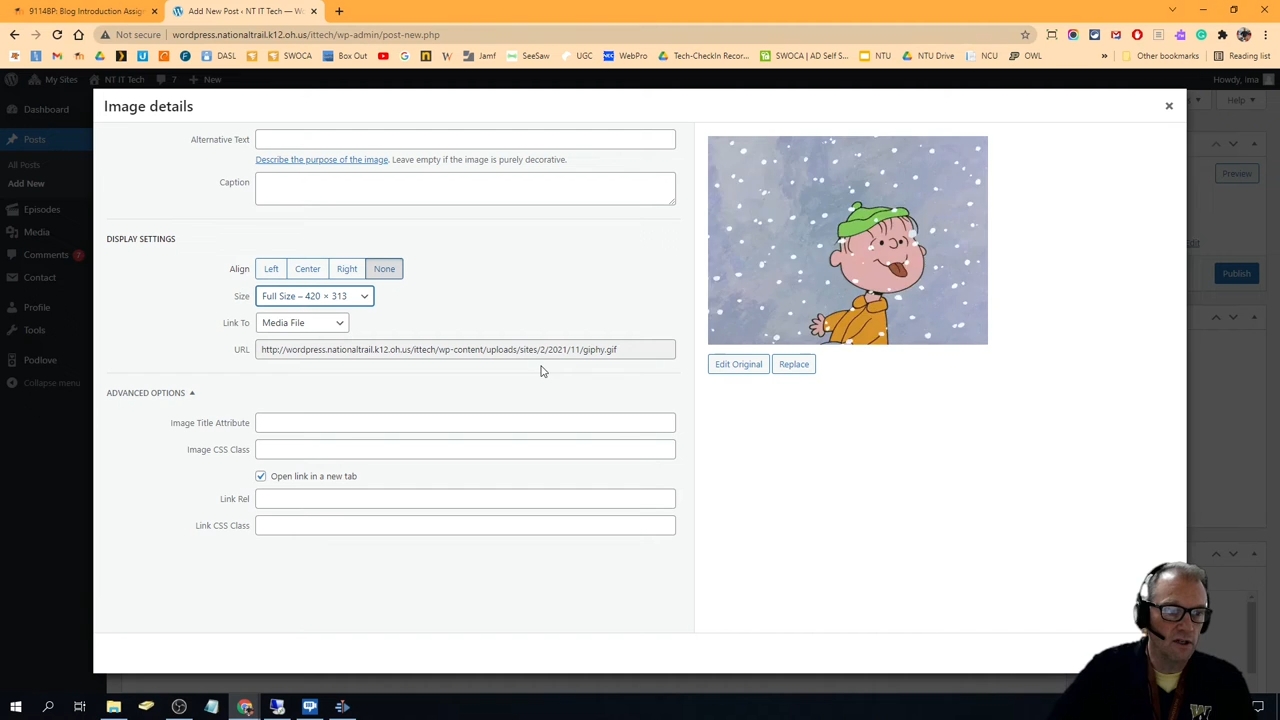 9114BP: Blog Introduction Assig
Add New Post ‹ NT IT Tech — Wo
Not secure
wordpress.nationaltrail.k12.oh.us/ittech/wp-admin/post-new.php
DASL
SWOCA
Box Out
Jamf
SeeSaw
UGC
WebPro
Tech-CheckIn Recor...
SWOCA | AD Self S...
NTU
NTU Drive
NCU
OWL
Other bookmarks
Reading list
My Sites
NT IT Tech
7
New
Howdy, Ima
Dashboard
Posts
All Posts
Add New
Episodes
Media
Comments 7
Contact
Profile
Tools
Podlove
Collapse menu
Help
Preview
Edit
Publish
Image details
Alternative Text
Describe the purpose of the image. Leave empty if the image is purely decorative.
Caption
DISPLAY SETTINGS
Align Left Center Right None
Size Full Size – 420 × 313
Link To Media File
URL http://wordpress.nationaltrail.k12.oh.us/ittech/wp-content/uploads/sites/2/2021/11/giphy.gif
Edit Original Replace
ADVANCED OPTIONS
Image Title Attribute
Image CSS Class
Open link in a new tab
Link Rel
Link CSS Class